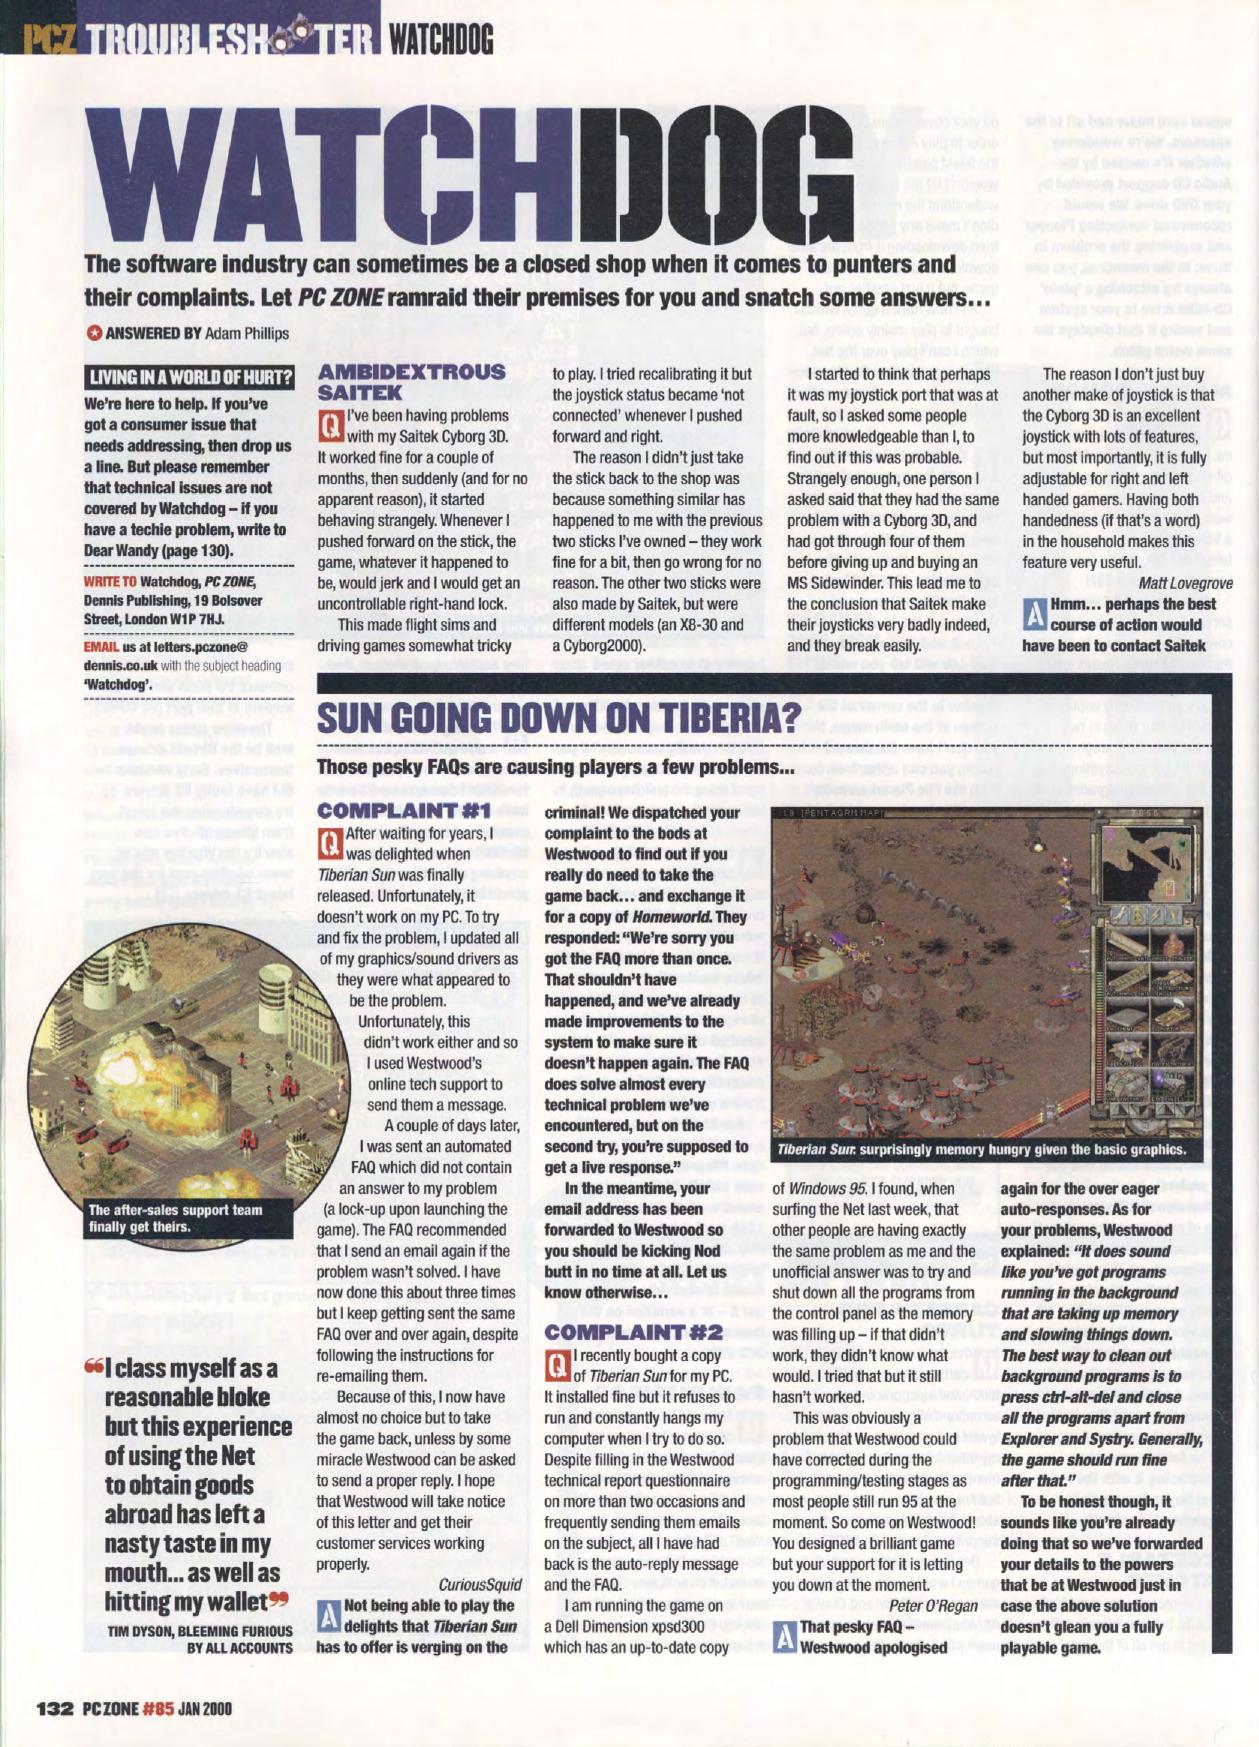 PCZ TROUBLESHOOTER WATCHDOG
WATCHDOG
The software industry can sometimes be a closed shop when it comes to punters and
their complaints. Let PC ZONE ramraid their premises for you and snatch some answers...
ANSWERED BY Adam Phillips
LIVING IN A WORLD OF HURT?
We're here to help. If you've
got a consumer issue that
needs addressing, then drop us
a line. But please remember
that technical issues are not
covered by Watchdog – if you
have a techie problem, write to
Dear Wandy (page 130).
WRITE TO Watchdog, PC ZONE,
Dennis Publishing, 19 Bolsover
Street, London W1P 7HJ.
EMAIL us at letters.pczone@
dennis.co.uk with the subject heading
'Watchdog'.
AMBIDEXTROUS
SAITEK
Q I've been having problems
with my Saitek Cyborg 3D.
It worked fine for a couple of
months, then suddenly (and for no
apparent reason), it started
behaving strangely. Whenever I
pushed forward on the stick, the
game, whatever it happened to
be, would jerk and I would get an
uncontrollable right-hand lock.
This made flight sims and
driving games somewhat tricky
to play. I tried recalibrating it but
the joystick status became 'not
connected' whenever I pushed
forward and right.
The reason I didn't just take
the stick back to the shop was
because something similar has
happened to me with the previous
two sticks I've owned – they work
fine for a bit, then go wrong for no
reason. The other two sticks were
also made by Saitek, but were
different models (an X8-30 and
a Cyborg2000).
I started to think that perhaps
it was my joystick port that was at
fault, so I asked some people
more knowledgeable than I, to
find out if this was probable.
Strangely enough, one person I
asked said that they had the same
problem with a Cyborg 3D, and
had got through four of them
before giving up and buying an
MS Sidewinder. This lead me to
the conclusion that Saitek make
their joysticks very badly indeed,
and they break easily.
The reason I don't just buy
another make of joystick is that
the Cyborg 3D is an excellent
joystick with lots of features,
but most importantly, it is fully
adjustable for right and left
handed gamers. Having both
handedness (if that's a word)
in the household makes this
feature very useful.
Matt Lovegrove
A Hmm... perhaps the best
course of action would
have been to contact Saitek
SUN GOING DOWN ON TIBERIA?
Those pesky FAQs are causing players a few problems...
COMPLAINT #1
Q After waiting for years, I
was delighted when
Tiberian Sun was finally
released. Unfortunately, it
doesn't work on my PC. To try
and fix the problem, I updated all
of my graphics/sound drivers as
they were what appeared to
be the problem.
Unfortunately, this
didn't work either and so
I used Westwood's
online tech support to
send them a message.
A couple of days later,
I was sent an automated
FAQ which did not contain
an answer to my problem
(a lock-up upon launching the
game). The FAQ recommended
that I send an email again if the
problem wasn't solved. I have
now done this about three times
but I keep getting sent the same
FAQ over and over again, despite
following the instructions for
re-emailing them.
Because of this, I now have
almost no choice but to take
the game back, unless by some
miracle Westwood can be asked
to send a proper reply. I hope
that Westwood will take notice
of this letter and get their
customer services working
properly.
CuriousSquid
A Not being able to play the
delights that Tiberian Sun
has to offer is verging on the
criminal! We dispatched your
complaint to the bods at
Westwood to find out if you
really do need to take the
game back... and exchange it
for a copy of Homeworld. They
responded: "We're sorry you
got the FAQ more than once.
That shouldn't have
happened, and we've already
made improvements to the
system to make sure it
doesn't happen again. The FAQ
does solve almost every
technical problem we've
encountered, but on the
second try, you're supposed to
get a live response."
In the meantime, your
email address has been
forwarded to Westwood so
you should be kicking Nod
butt in no time at all. Let us
know otherwise...
COMPLAINT #2
Q I recently bought a copy
of Tiberian Sun for my PC.
It installed fine but it refuses to
run and constantly hangs my
computer when I try to do so.
Despite filling in the Westwood
technical report questionnaire
on more than two occasions and
frequently sending them emails
on the subject, all I have had
back is the auto-reply message
and the FAQ.
I am running the game on
a Dell Dimension xpsd300
which has an up-to-date copy
Tiberian Sun: surprisingly memory hungry given the basic graphics.
of Windows 95. I found, when
surfing the Net last week, that
other people are having exactly
the same problem as me and the
unofficial answer was to try and
shut down all the programs from
the control panel as the memory
was filling up – if that didn't
work, they didn't know what
would. I tried that but it still
hasn't worked.
This was obviously a
problem that Westwood could
have corrected during the
programming/testing stages as
most people still run 95 at the
moment. So come on Westwood!
You designed a brilliant game
but your support for it is letting
you down at the moment.
Peter O'Regan
A That pesky FAQ –
Westwood apologised
again for the over eager
auto-responses. As for
your problems, Westwood
explained: "It does sound
like you've got programs
running in the background
that are taking up memory
and slowing things down.
The best way to clean out
background programs is to
press ctrl-alt-del and close
all the programs apart from
Explorer and Systry. Generally,
the game should run fine
after that."
To be honest though, it
sounds like you're already
doing that so we've forwarded
your details to the powers
that be at Westwood just in
case the above solution
doesn't glean you a fully
playable game.
The after-sales support team
finally get theirs.
“I class myself as a
reasonable bloke
but this experience
of using the Net
to obtain goods
abroad has left a
nasty taste in my
mouth... as well as
hitting my wallet”
TIM DYSON, BLEEMING FURIOUS
BY ALL ACCOUNTS
132 PC ZONE #85 JAN 2000